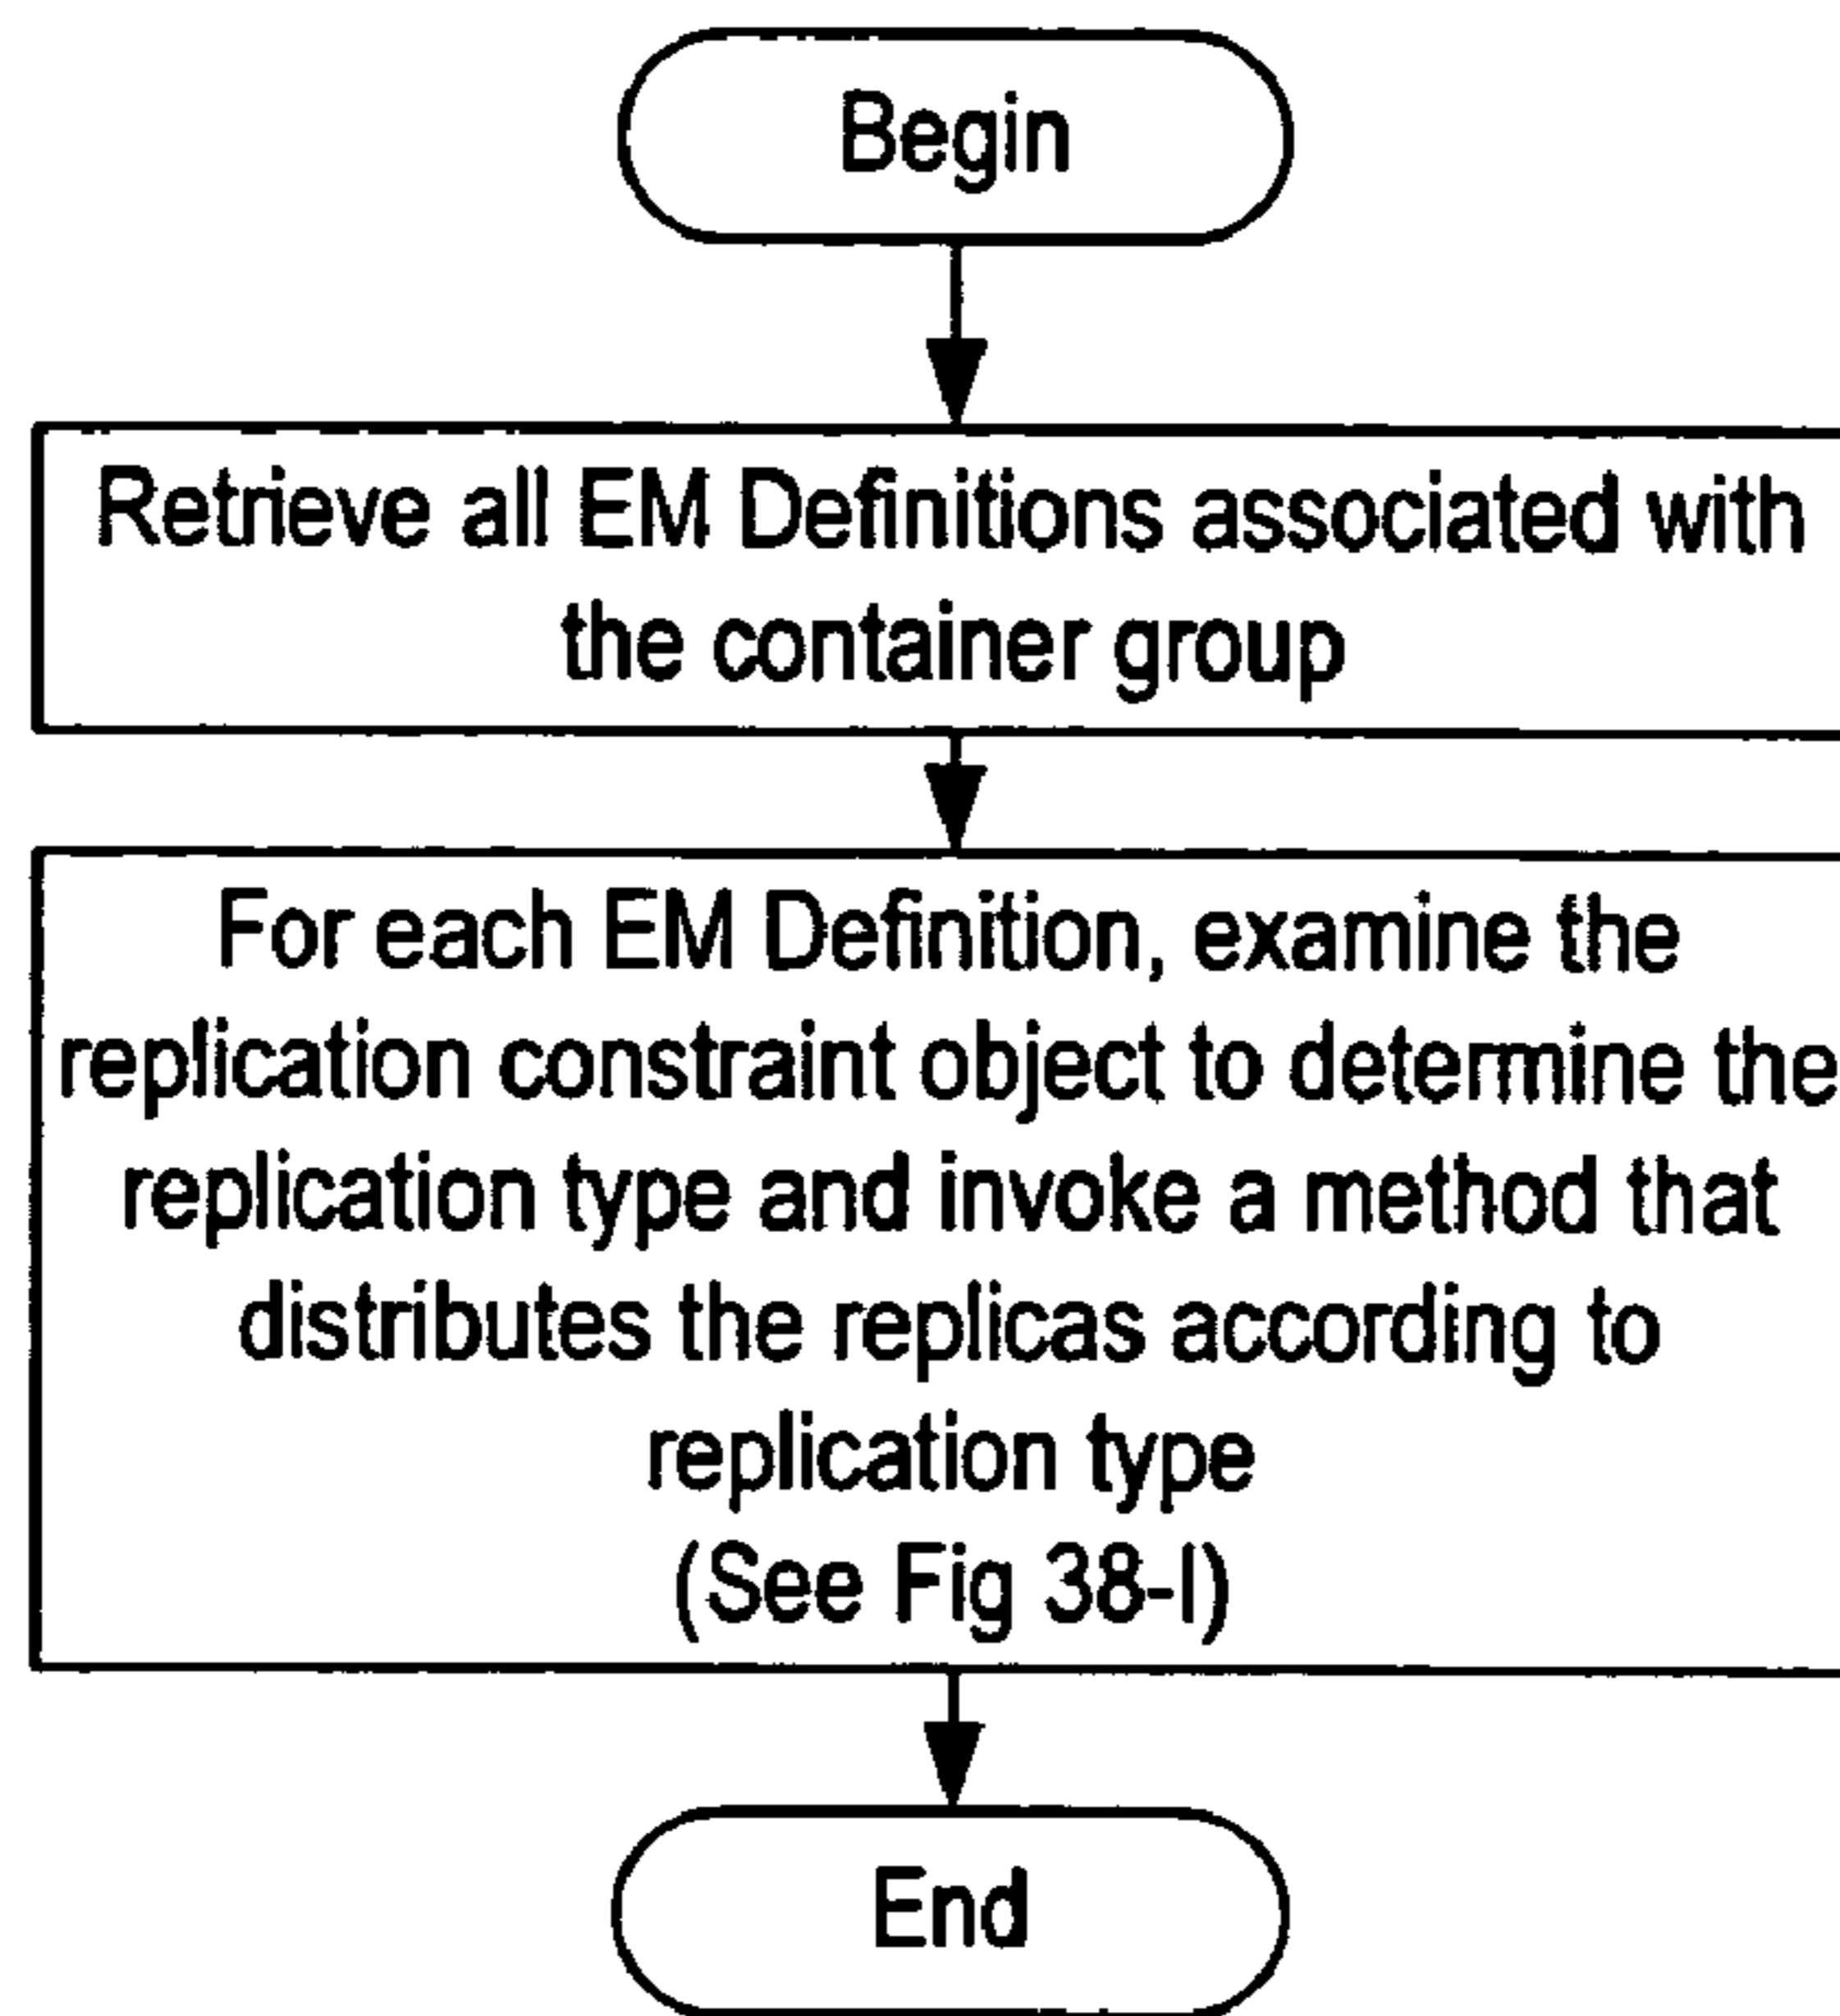 Begin
Retrieve all EM Definitions associated with
the container group
For each EM Definition, examine the
replication constraint object to determine the
replication type and invoke a method that
distributes the replicas according to
replication type
(See Fig 38-I)
End